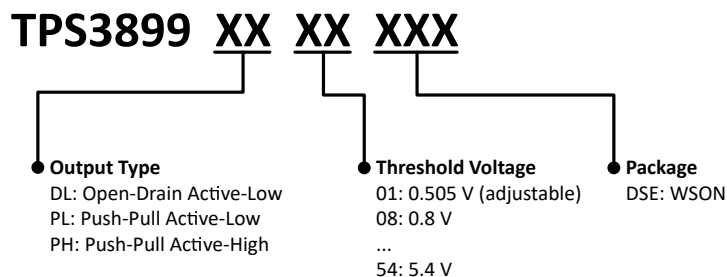 TPS3899 XX XX XXX
Output Type
DL: Open-Drain Active-Low
PL: Push-Pull Active-Low
PH: Push-Pull Active-High
Threshold Voltage
01: 0.505 V (adjustable)
08: 0.8 V
...
54: 5.4 V
Package
DSE: WSON